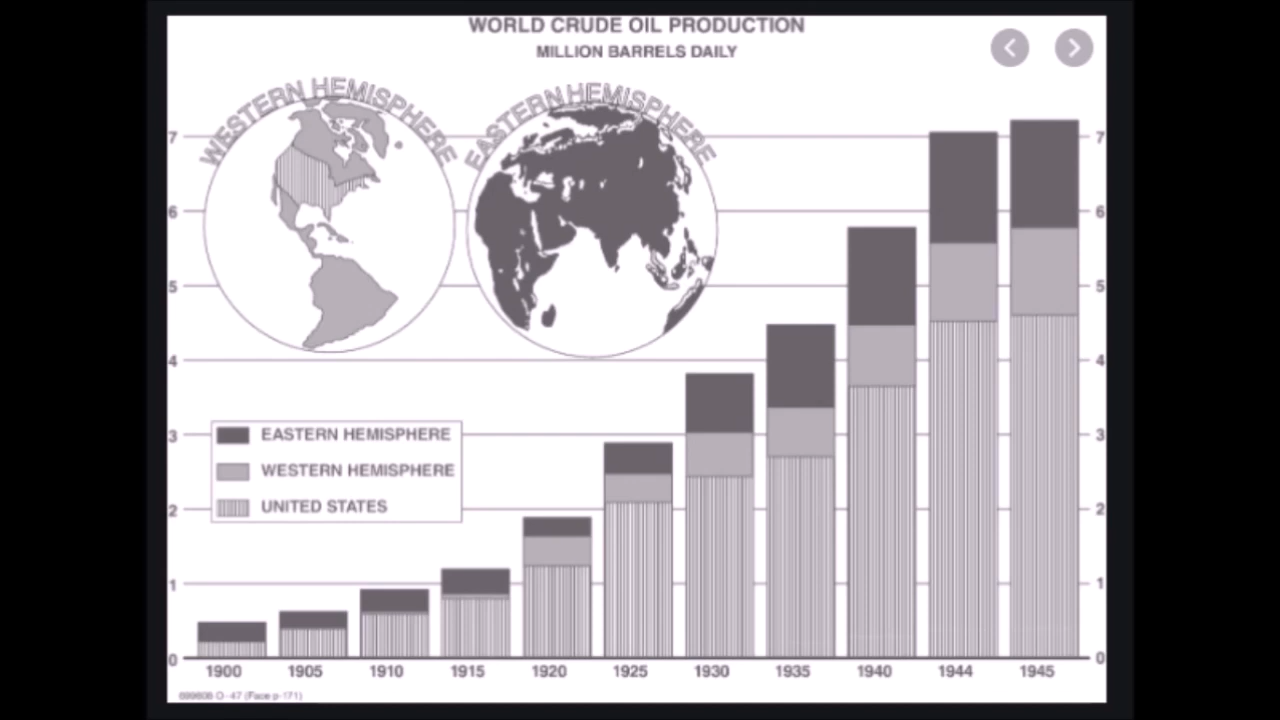 WORLD CRUDE OIL PRODUCTION
MILLION BARRELS DAILY
WESTERN HEMISPHERE
EASTERN HEMISPHERE
7 7
6 6
5 5
4 4
3 3
EASTERN HEMISPHERE
WESTERN HEMISPHERE
UNITED STATES
2 2
1 1
0 0
1900 1905 1910 1915 1920 1925 1930 1935 1940 1944 1945
O-47 (Face p-171)